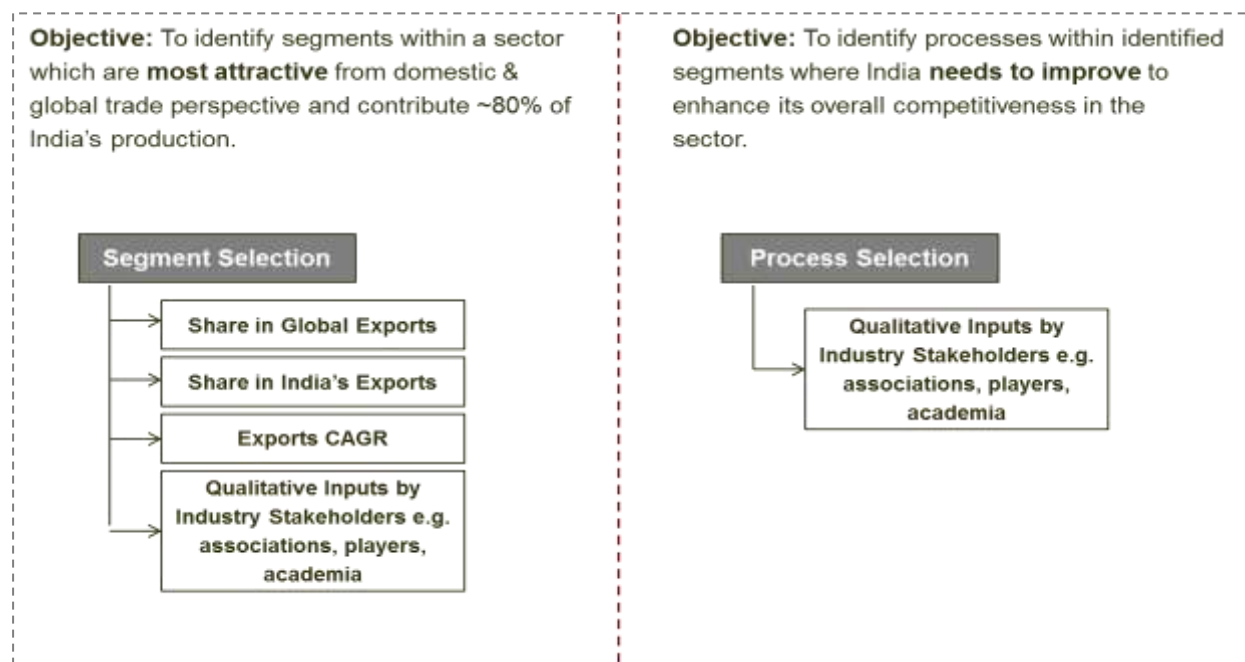 Objective: To identify segments within a sector
which are most attractive from domestic &
global trade perspective and contribute ~80% of
India's production.
Segment Selection
Share in Global Exports
Share in India's Exports
Exports CAGR
Qualitative Inputs by
Industry Stakeholders e.g.
associations, players,
academia
Objective: To identify processes within identified
segments where India needs to improve to
enhance its overall competitiveness in the
sector.
Process Selection
Qualitative Inputs by
Industry Stakeholders e.g.
associations, players,
academia